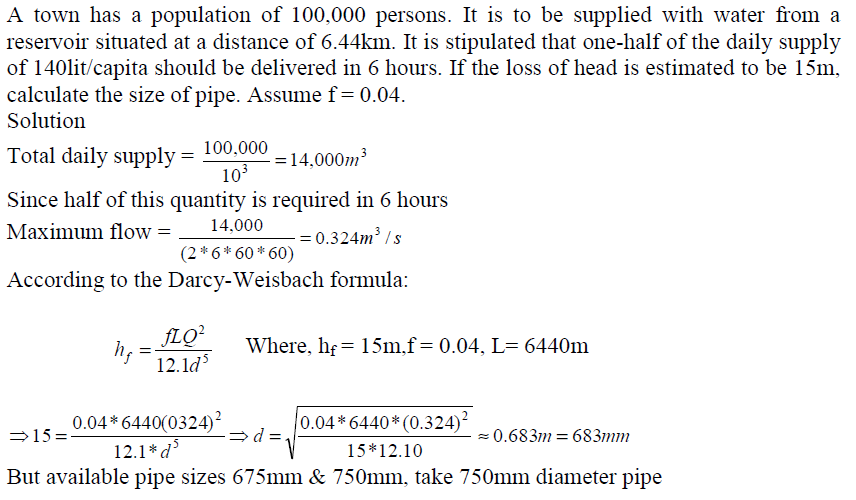 A town has a population of 100,000 persons. It is to be supplied with water from a
reservoir situated at a distance of 6.44km. It is stipulated that one-half of the daily supply
of 140lit/capita should be delivered in 6 hours. If the loss of head is estimated to be 15m,
calculate the size of pipe. Assume f = 0.04.
Solution
Total daily supply = \frac{100,000}{10^3} = 14,000m^3
Since half of this quantity is required in 6 hours
Maximum flow = \frac{14,000}{(2*6*60*60)} = 0.324m^3/s
According to the Darcy-Weisbach formula:
h_f = \frac{fLQ^2}{12.1d^5} Where, hf = 15m,f = 0.04, L= 6440m
⇒15 = \frac{0.04*6440(0324)^2}{12.1*d^5} ⇒ d = \sqrt{\frac{0.04*6440*(0.324)^2}{15*12.10}} ≈ 0.683m = 683mm
But available pipe sizes 675mm & 750mm, take 750mm diameter pipe